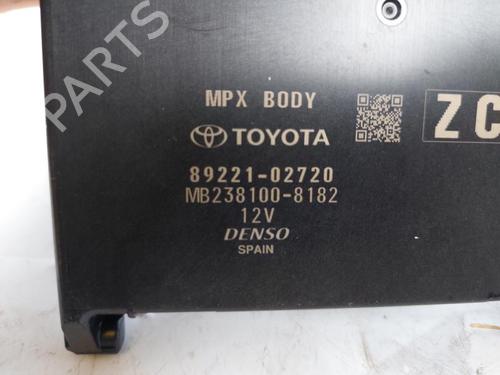 PARTS
MPX BODY
TOYOTA
ZC
89221-02720
MB238100-8182
12V
DENSO
SPAIN